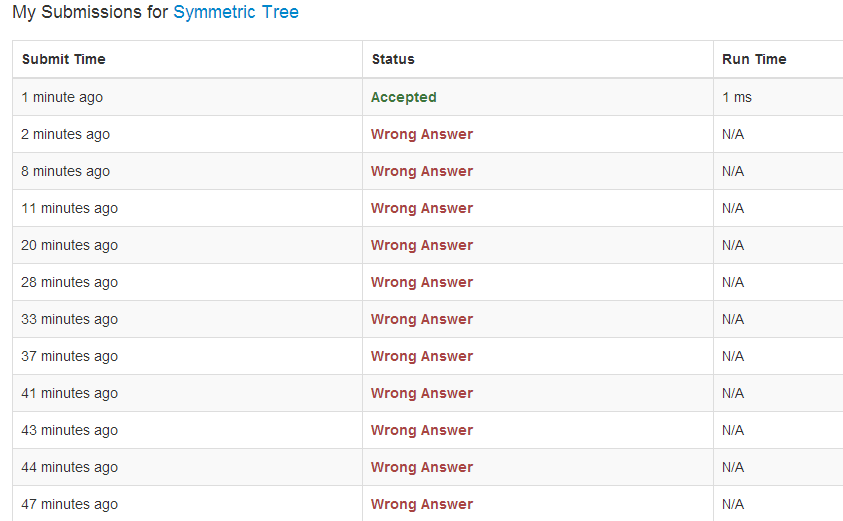 My Submissions for Symmetric Tree
Submit Time Status Run Time
1 minute ago Accepted 1 ms
2 minutes ago Wrong Answer N/A
8 minutes ago Wrong Answer N/A
11 minutes ago Wrong Answer N/A
20 minutes ago Wrong Answer N/A
28 minutes ago Wrong Answer N/A
33 minutes ago Wrong Answer N/A
37 minutes ago Wrong Answer N/A
41 minutes ago Wrong Answer N/A
43 minutes ago Wrong Answer N/A
44 minutes ago Wrong Answer N/A
47 minutes ago Wrong Answer N/A